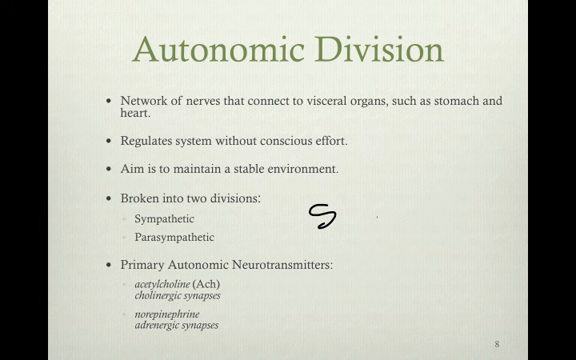 Autonomic Division
• Network of nerves that connect to visceral organs, such as stomach and
heart.
• Regulates system without conscious effort.
• Aim is to maintain a stable environment.
• Broken into two divisions:
Sympathetic
S
Parasympathetic
• Primary Autonomic Neurotransmitters:
acetylcholine (Ach)
cholinergic synapses
norepinephrine
adrenergic synapses
8